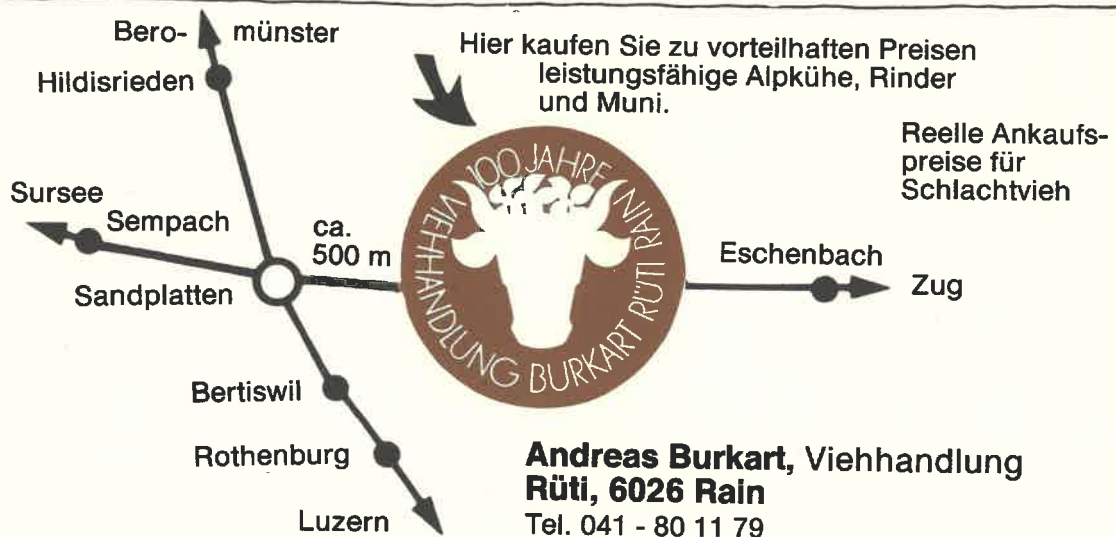 Bero- münster
Hildisrieden
Hier kaufen Sie zu vorteilhaften Preisen
leistungsfähige Alpkühe, Rinder
und Muni.
Reelle Ankaufs-
preise für
Schlachtvieh
Sursee
Sempach
ca.
500 m
Sandplatten
100 JAHRE
VIEHHANDLUNG BURKART RÜTI RAIN
Eschenbach
Zug
Bertiswil
Rothenburg
Luzern
Andreas Burkart, Viehhandlung
Rüti, 6026 Rain
Tel. 041 - 80 11 79